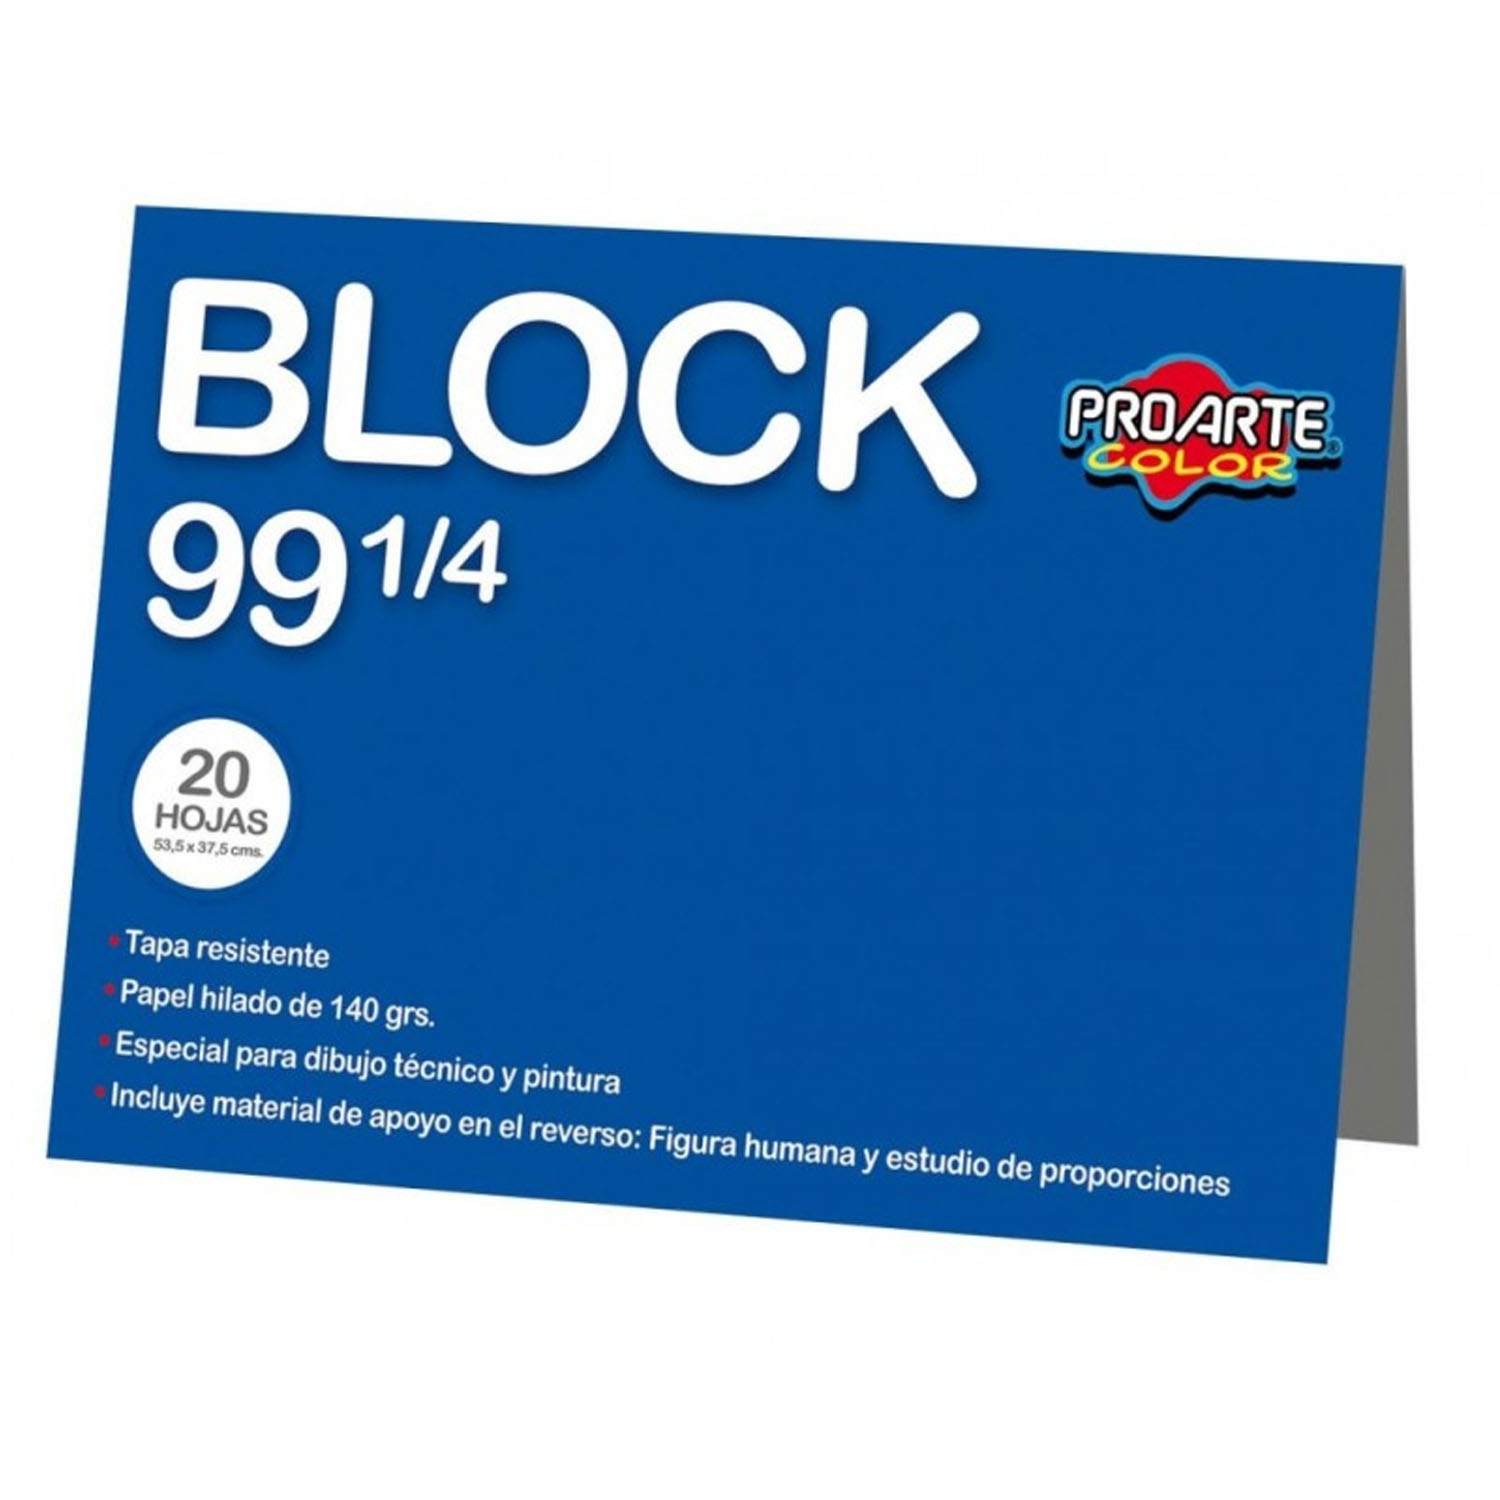 BLOCK
99 1/4
PROARTE®
COLOR
20
HOJAS
53,5 x 37,5 cms.
• Tapa resistente
• Papel hilado de 140 grs.
• Especial para dibujo técnico y pintura
• Incluye material de apoyo en el reverso: Figura humana y estudio de proporciones